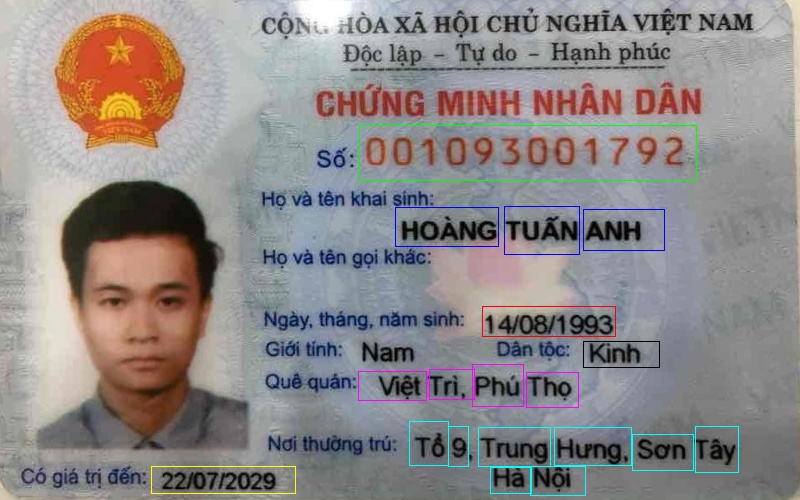 CỘNG HÒA XÃ HỘI CHỦ NGHĨA VIỆT NAM
Độc lập - Tự do - Hạnh phúc
CHỨNG MINH NHÂN DÂN
Số: 001093001792
Họ và tên khai sinh:
HOÀNG TUẤN ANH
Họ và tên gọi khác:
Ngày, tháng, năm sinh: 14/08/1993
Giới tính: Nam Dân tộc: Kinh
Quê quán: Việt Trì, Phú Thọ
Nơi thường trú: Tổ 9, Trung Hưng, Sơn Tây
Hà Nội
Có giá trị đến: 22/07/2029